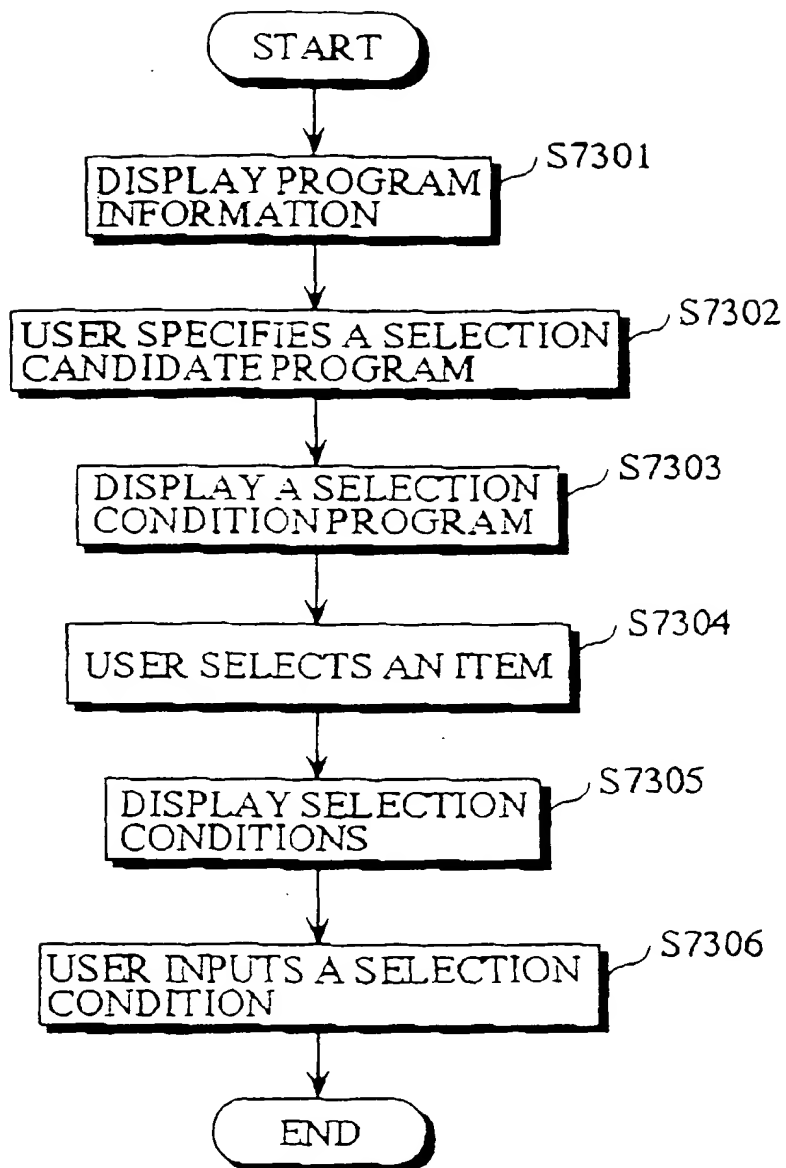 START
S7301
DISPLAY PROGRAM
INFORMATION
S7302
USER SPECIFIES A SELECTION
CANDIDATE PROGRAM
S7303
DISPLAY A SELECTION
CONDITION PROGRAM
S7304
USER SELECTS AN ITEM
S7305
DISPLAY SELECTION
CONDITIONS
S7306
USER INPUTS A SELECTION
CONDITION
END